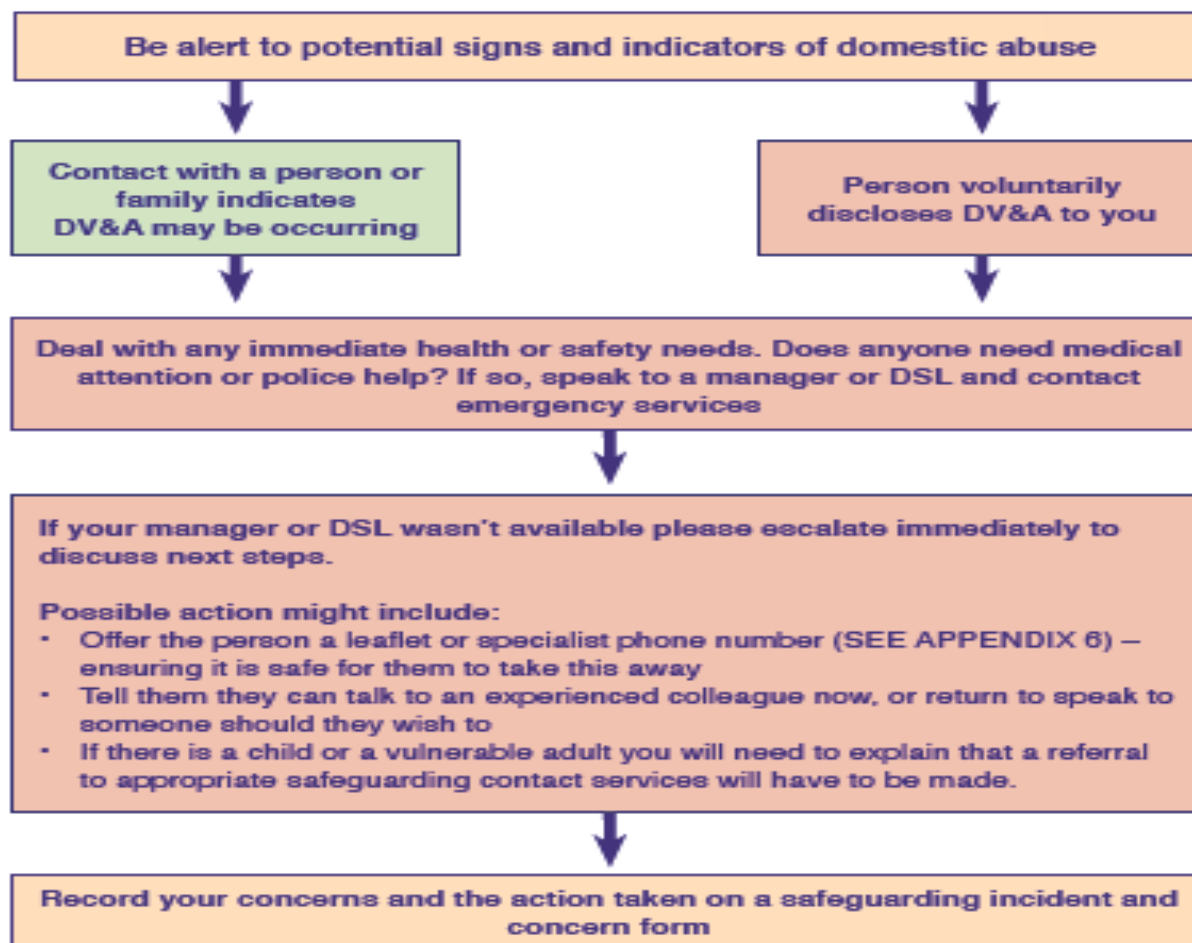 Be alert to potential signs and indicators of domestic abuse
Contact with a person or
family indicates
DV&A may be occurring
Person voluntarily
discloses DV&A to you
Deal with any immediate health or safety needs. Does anyone need medical
attention or police help? If so, speak to a manager or DSL and contact
emergency services
If your manager or DSL wasn't available please escalate immediately to
discuss next steps.
Possible action might include:
• Offer the person a leaflet or specialist phone number (SEE APPENDIX 6) –
ensuring it is safe for them to take this away
• Tell them they can talk to an experienced colleague now, or return to speak to
someone should they wish to
• If there is a child or a vulnerable adult you will need to explain that a referral
to appropriate safeguarding contact services will have to be made.
Record your concerns and the action taken on a safeguarding incident and
concern form